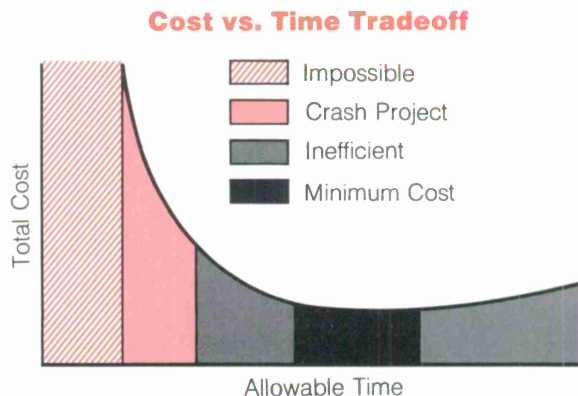 Cost vs. Time Tradeoff
Impossible
Crash Project
Inefficient
Minimum Cost
Total Cost
Allowable Time